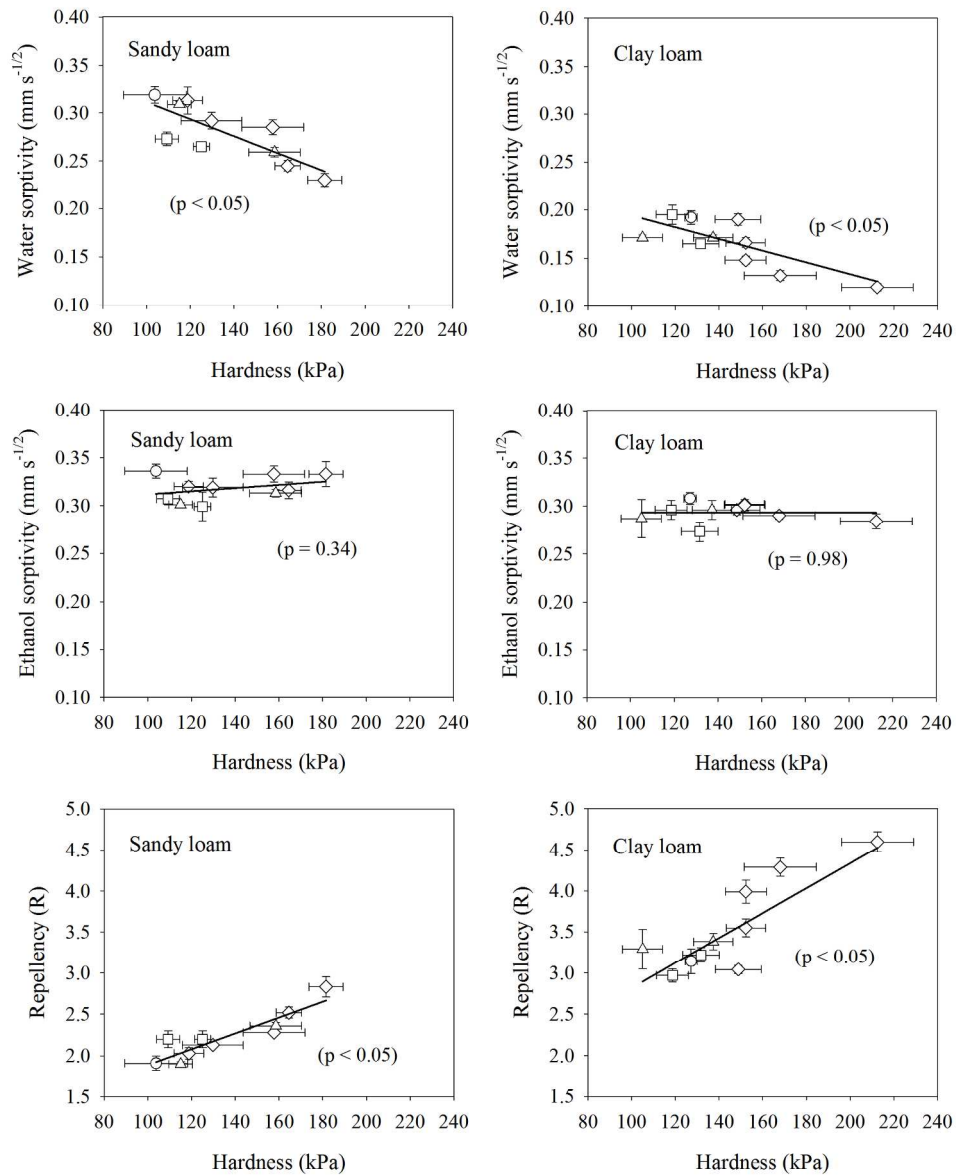 Sandy loam
Water sorptivity (mm s-1/2)
0.40
0.35
0.30
0.25
0.20
0.15
0.10
(p < 0.05)
80 100 120 140 160 180 200 220 240
Hardness (kPa)
Clay loam
Water sorptivity (mm s-1/2)
0.40
0.35
0.30
0.25
0.20
0.15
0.10
(p < 0.05)
80 100 120 140 160 180 200 220 240
Hardness (kPa)
Sandy loam
Ethanol sorptivity (mm s-1/2)
0.40
0.35
0.30
0.25
0.20
0.15
0.10
(p = 0.34)
80 100 120 140 160 180 200 220 240
Hardness (kPa)
Clay loam
Ethanol sorptivity (mm s-1/2)
0.40
0.35
0.30
0.25
0.20
0.15
0.10
(p = 0.98)
80 100 120 140 160 180 200 220 240
Hardness (kPa)
Sandy loam
Repellency (R)
5.0
4.5
4.0
3.5
3.0
2.5
2.0
1.5
(p < 0.05)
80 100 120 140 160 180 200 220 240
Hardness (kPa)
Clay loam
Repellency (R)
5.0
4.5
4.0
3.5
3.0
2.5
2.0
1.5
(p < 0.05)
80 100 120 140 160 180 200 220 240
Hardness (kPa)